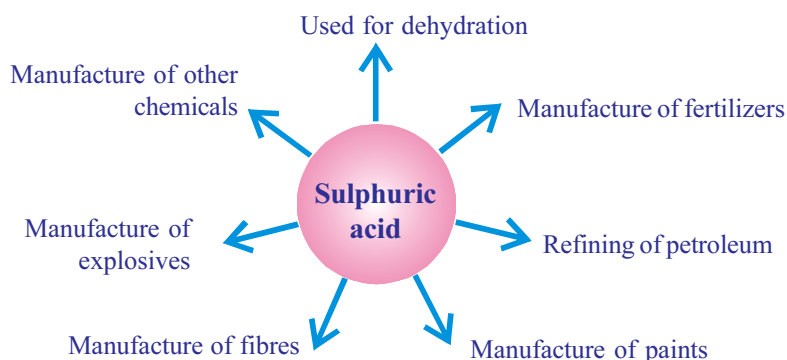 Used for dehydration
Manufacture of other
chemicals
Manufacture of fertilizers
Sulphuric
acid
Manufacture of
explosives
Refining of petroleum
Manufacture of fibres
Manufacture of paints